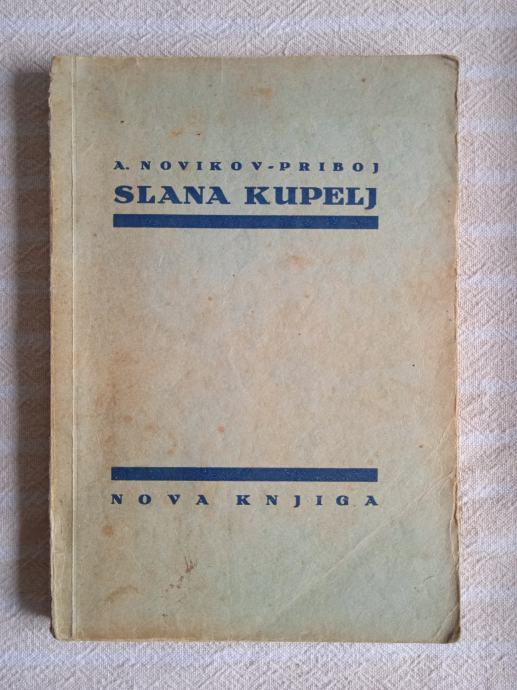 A. NOVIKOV-PRIBOJ
SLANA KUPELJ
NOVA KNJIGA